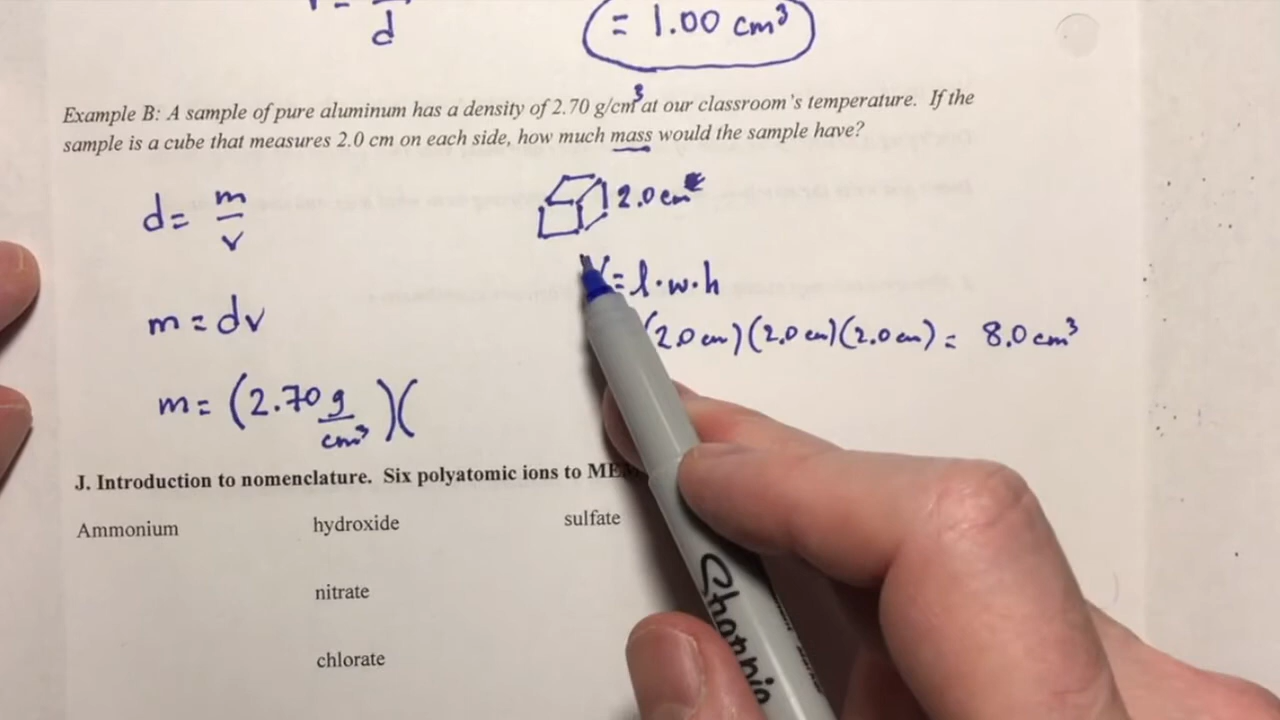 d
= 1.00 cm³
Example B: A sample of pure aluminum has a density of 2.70 g/cm³ at our classroom's temperature. If the
sample is a cube that measures 2.0 cm on each side, how much mass would the sample have?
d = m/v
2.0 cm
m = dv
V = l·w·h
(2.0 cm)(2.0 cm)(2.0 cm) = 8.0 cm³
m = (2.70 g/cm³)(
J. Introduction to nomenclature. Six polyatomic ions to
Ammonium hydroxide sulfate
nitrate
chlorate
Sharpie